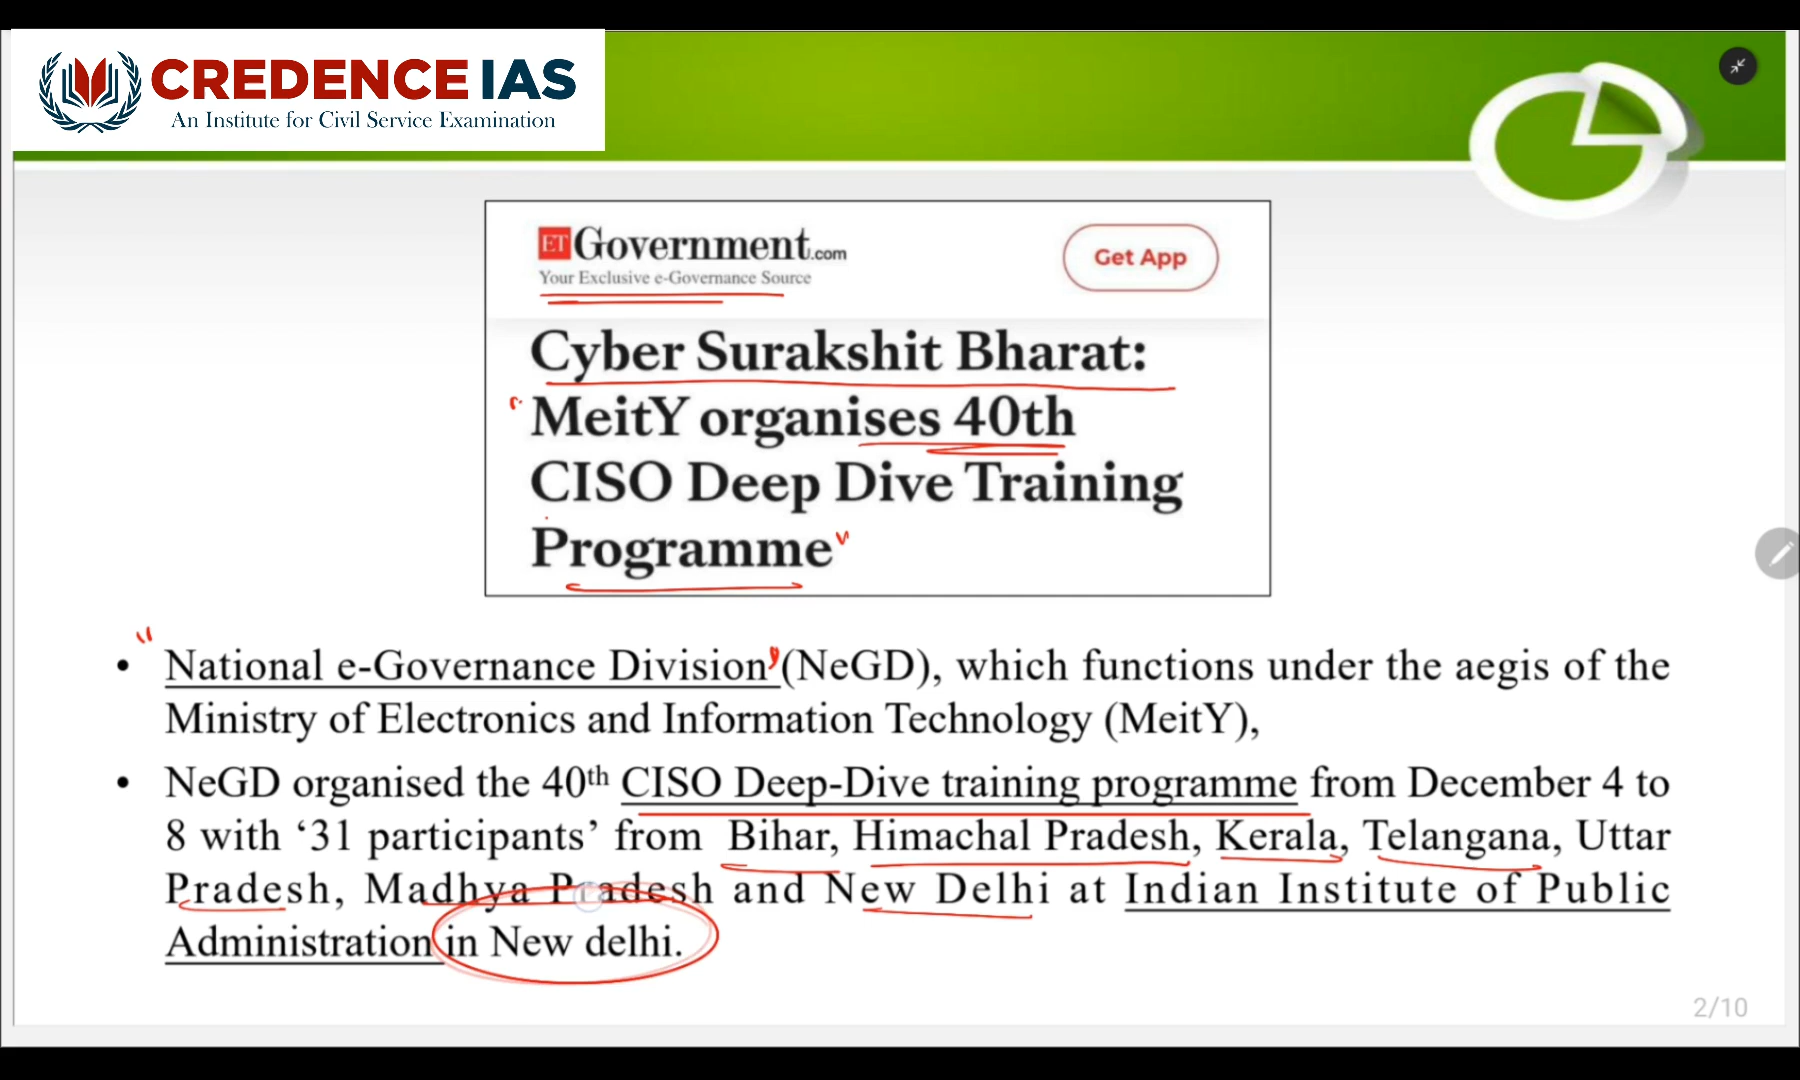 CREDENCE IAS
An Institute for Civil Service Examination
ET Government.com
Your Exclusive e-Governance Source
Get App
Cyber Surakshit Bharat:
MeitY organises 40th
CISO Deep Dive Training
Programme
• National e-Governance Division (NeGD), which functions under the aegis of the
Ministry of Electronics and Information Technology (MeitY),
• NeGD organised the 40th CISO Deep-Dive training programme from December 4 to
8 with ‘31 participants’ from Bihar, Himachal Pradesh, Kerala, Telangana, Uttar
Pradesh, Madhya Pradesh and New Delhi at Indian Institute of Public
Administration in New delhi.
2/10